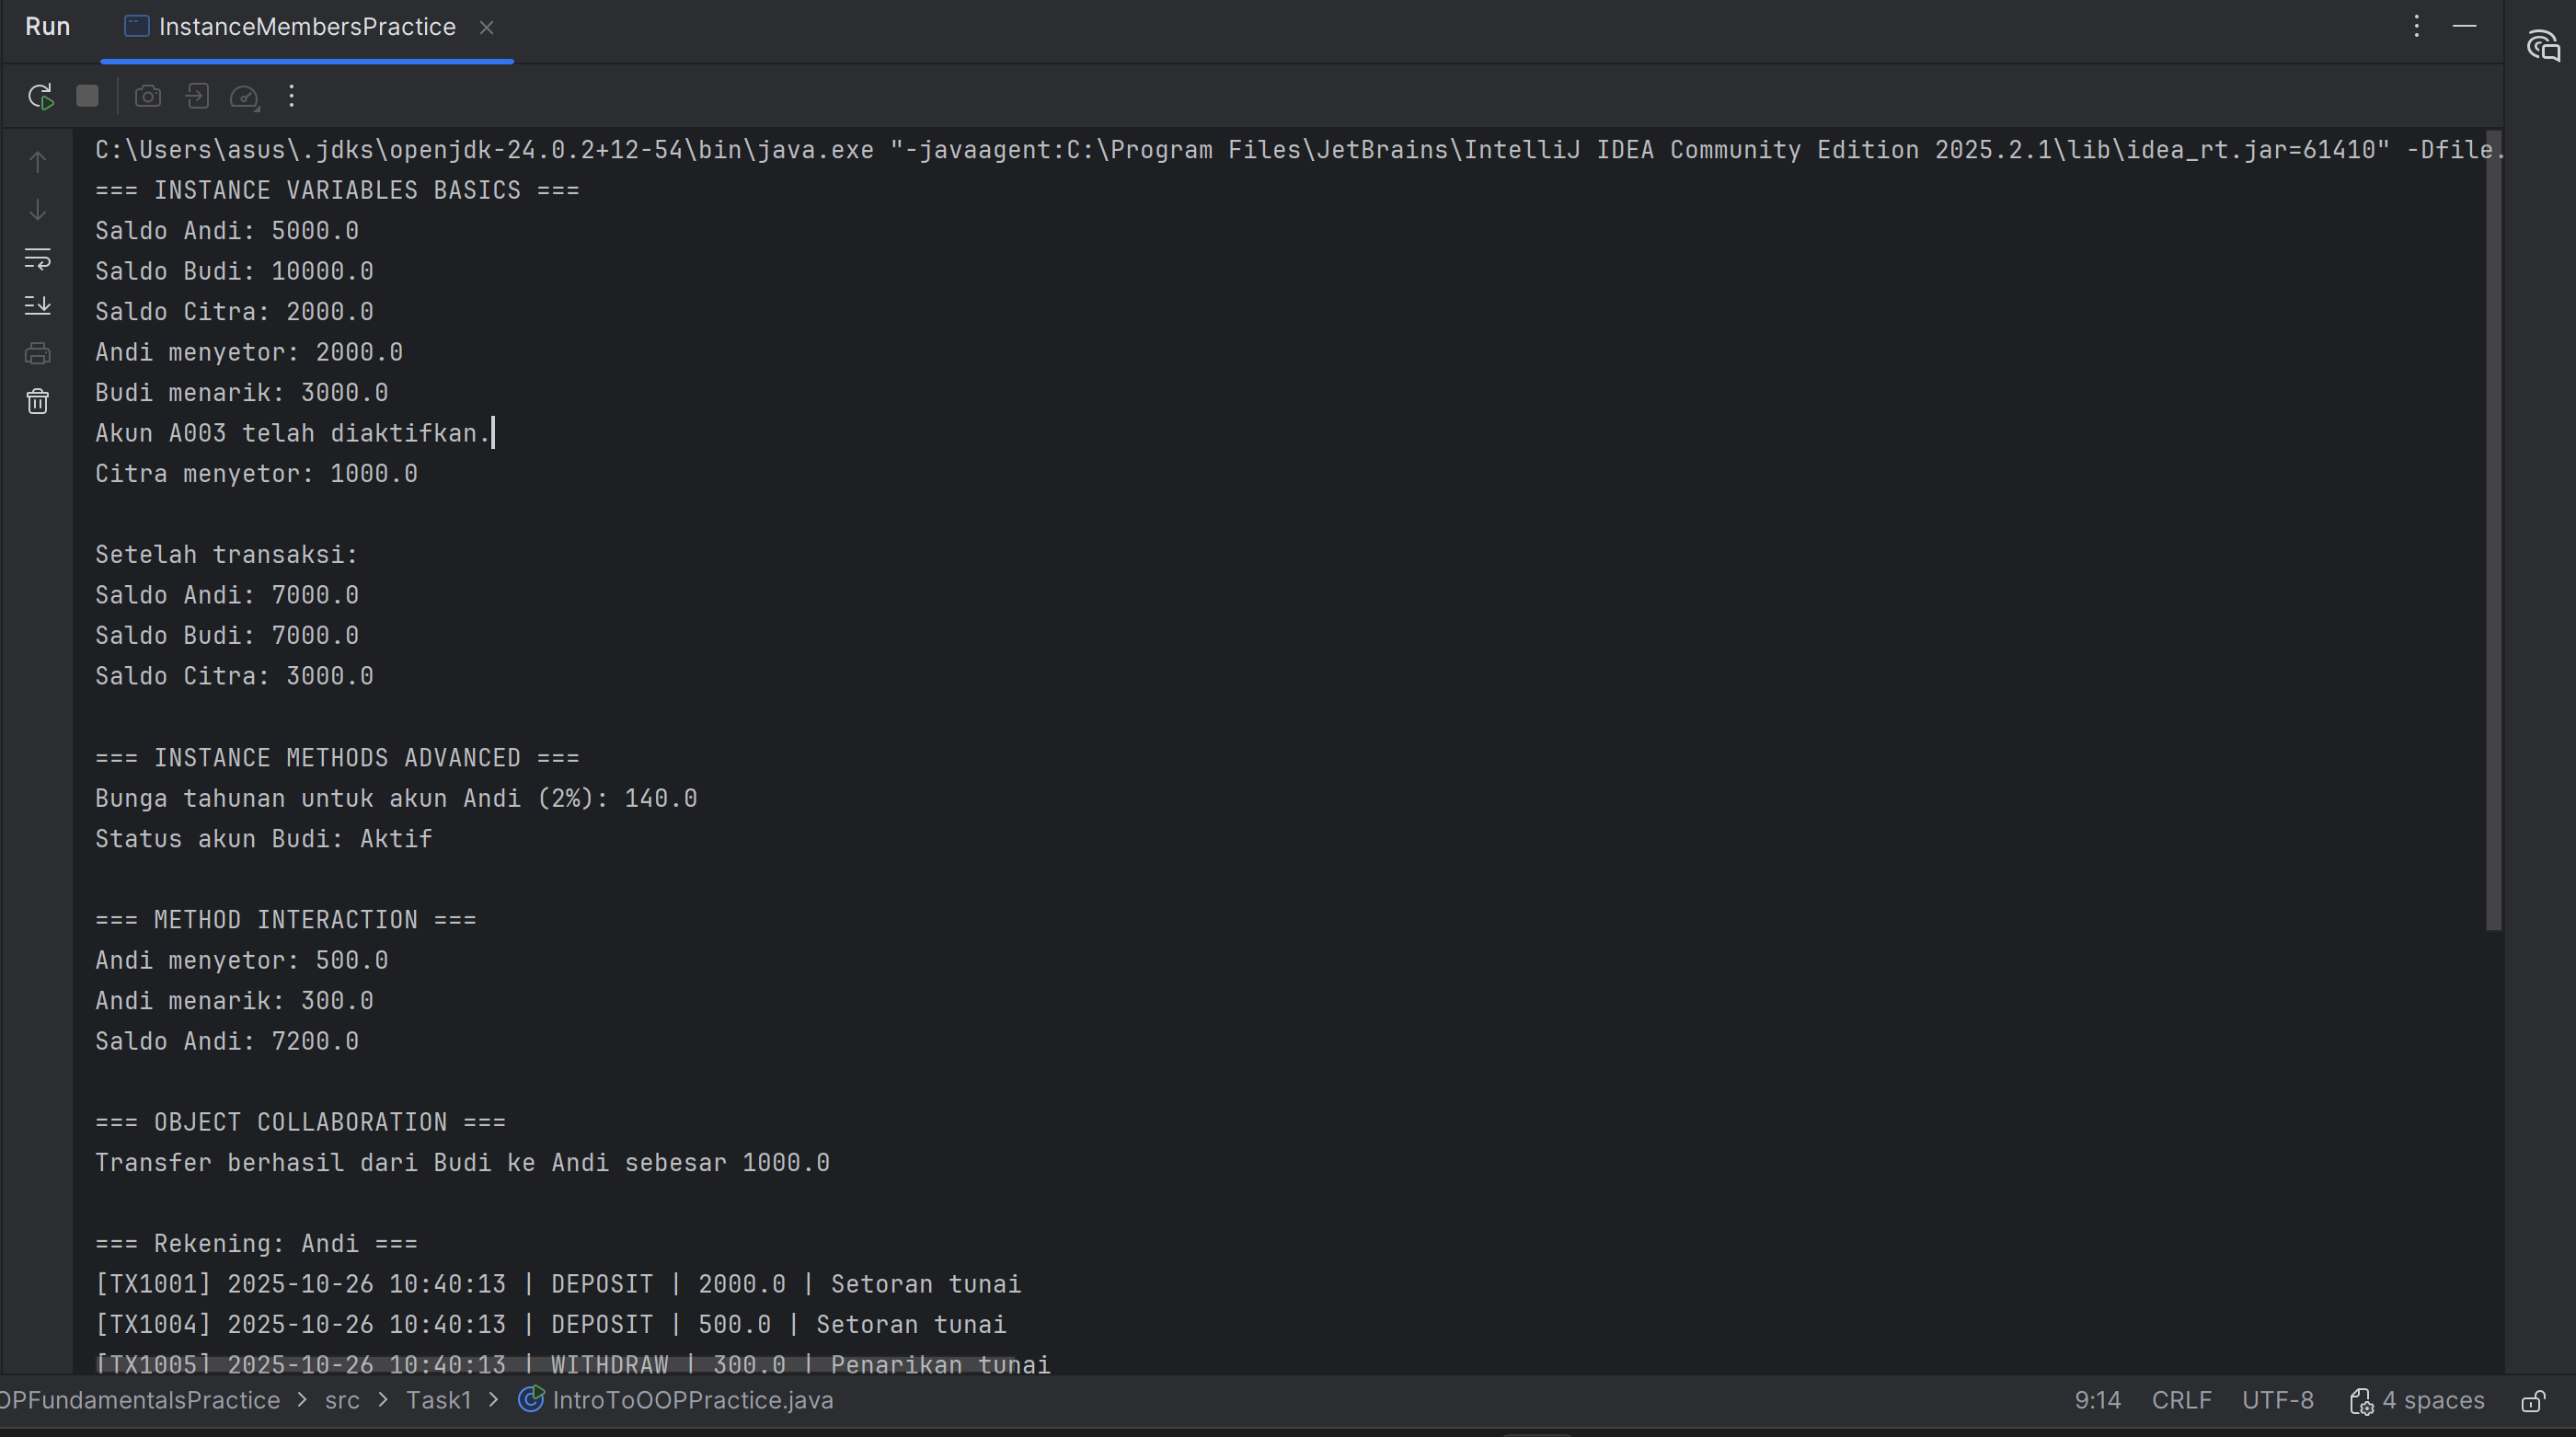 Run InstanceMembersPractice
C:\Users\asus\.jdks\openjdk-24.0.2+12-54\bin\java.exe "-javaagent:C:\Program Files\JetBrains\IntelliJ IDEA Community Edition 2025.2.1\lib\idea_rt.jar=61410" -Dfile.
=== INSTANCE VARIABLES BASICS ===
Saldo Andi: 5000.0
Saldo Budi: 10000.0
Saldo Citra: 2000.0
Andi menyetor: 2000.0
Budi menarik: 3000.0
Akun A003 telah diaktifkan.
Citra menyetor: 1000.0
Setelah transaksi:
Saldo Andi: 7000.0
Saldo Budi: 7000.0
Saldo Citra: 3000.0
=== INSTANCE METHODS ADVANCED ===
Bunga tahunan untuk akun Andi (2%): 140.0
Status akun Budi: Aktif
=== METHOD INTERACTION ===
Andi menyetor: 500.0
Andi menarik: 300.0
Saldo Andi: 7200.0
=== OBJECT COLLABORATION ===
Transfer berhasil dari Budi ke Andi sebesar 1000.0
=== Rekening: Andi ===
[TX1001] 2025-10-26 10:40:13 | DEPOSIT | 2000.0 | Setoran tunai
[TX1004] 2025-10-26 10:40:13 | DEPOSIT | 500.0 | Setoran tunai
[TX1005] 2025-10-26 10:40:13 | WITHDRAW | 300.0 | Penarikan tunai
OPFundamentalsPractice > src > Task1 > IntroToOOPPractice.java 9:14 CRLF UTF-8 4 spaces